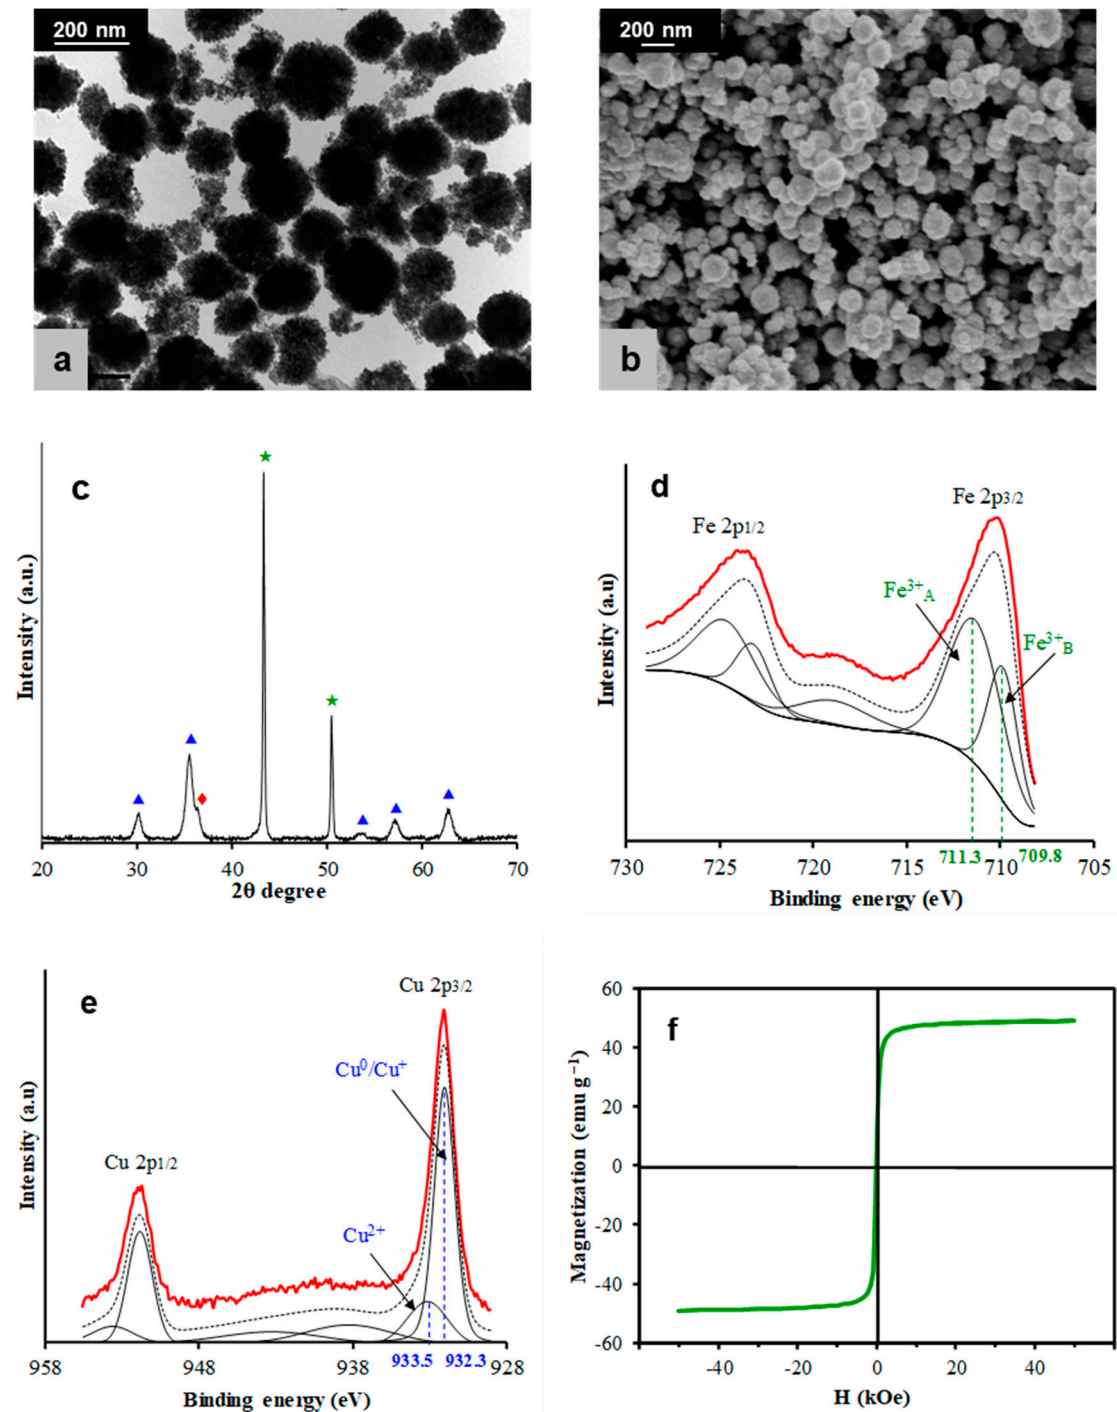 200 nm
a
200 nm
b
c
Intensity (a.u.)
20 30 40 50 60 70
2θ degree
d
Fe 2p1/2
Fe 2p3/2
Fe³⁺A
Fe³⁺B
Intensity (a.u)
711.3 709.8
730 725 720 715 710 705
Binding energy (eV)
e
Cu 2p3/2
Cu⁰/Cu⁺
Cu 2p1/2
Cu²⁺
Intensity (a.u)
933.5 932.3
958 948 938 928
Binding energy (eV)
f
Magnetization (emu g⁻¹)
60
40
20
0
-20
-40
-60
-40 -20 0 20 40
H (kOe)